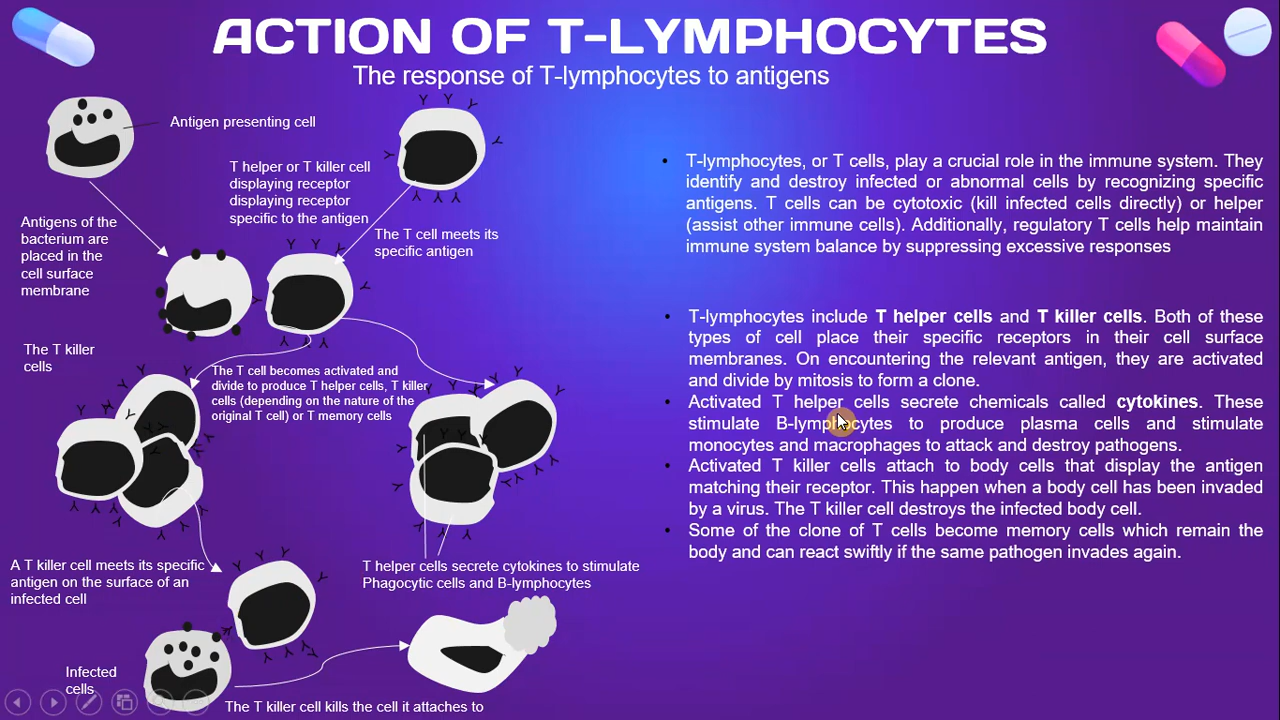 ACTION OF T-LYMPHOCYTES
The response of T-lymphocytes to antigens
Antigen presenting cell
T helper or T killer cell
displaying receptor
displaying receptor
specific to the antigen
Antigens of the
bacterium are
placed in the
cell surface
membrane
The T cell meets its
specific antigen
The T killer
cells
The T cell becomes activated and
divide to produce T helper cells, T killer
cells (depending on the nature of the
original T cell) or T memory cells
A T killer cell meets its specific
antigen on the surface of an
infected cell
T helper cells secrete cytokines to stimulate
Phagocytic cells and B-lymphocytes
Infected
cells
The T killer cell kills the cell it attaches to
• T-lymphocytes, or T cells, play a crucial role in the immune system. They
identify and destroy infected or abnormal cells by recognizing specific
antigens. T cells can be cytotoxic (kill infected cells directly) or helper
(assist other immune cells). Additionally, regulatory T cells help maintain
immune system balance by suppressing excessive responses
• T-lymphocytes include T helper cells and T killer cells. Both of these
types of cell place their specific receptors in their cell surface
membranes. On encountering the relevant antigen, they are activated
and divide by mitosis to form a clone.
• Activated T helper cells secrete chemicals called cytokines. These
stimulate B-lymphocytes to produce plasma cells and stimulate
monocytes and macrophages to attack and destroy pathogens.
• Activated T killer cells attach to body cells that display the antigen
matching their receptor. This happen when a body cell has been invaded
by a virus. The T killer cell destroys the infected body cell.
• Some of the clone of T cells become memory cells which remain the
body and can react swiftly if the same pathogen invades again.